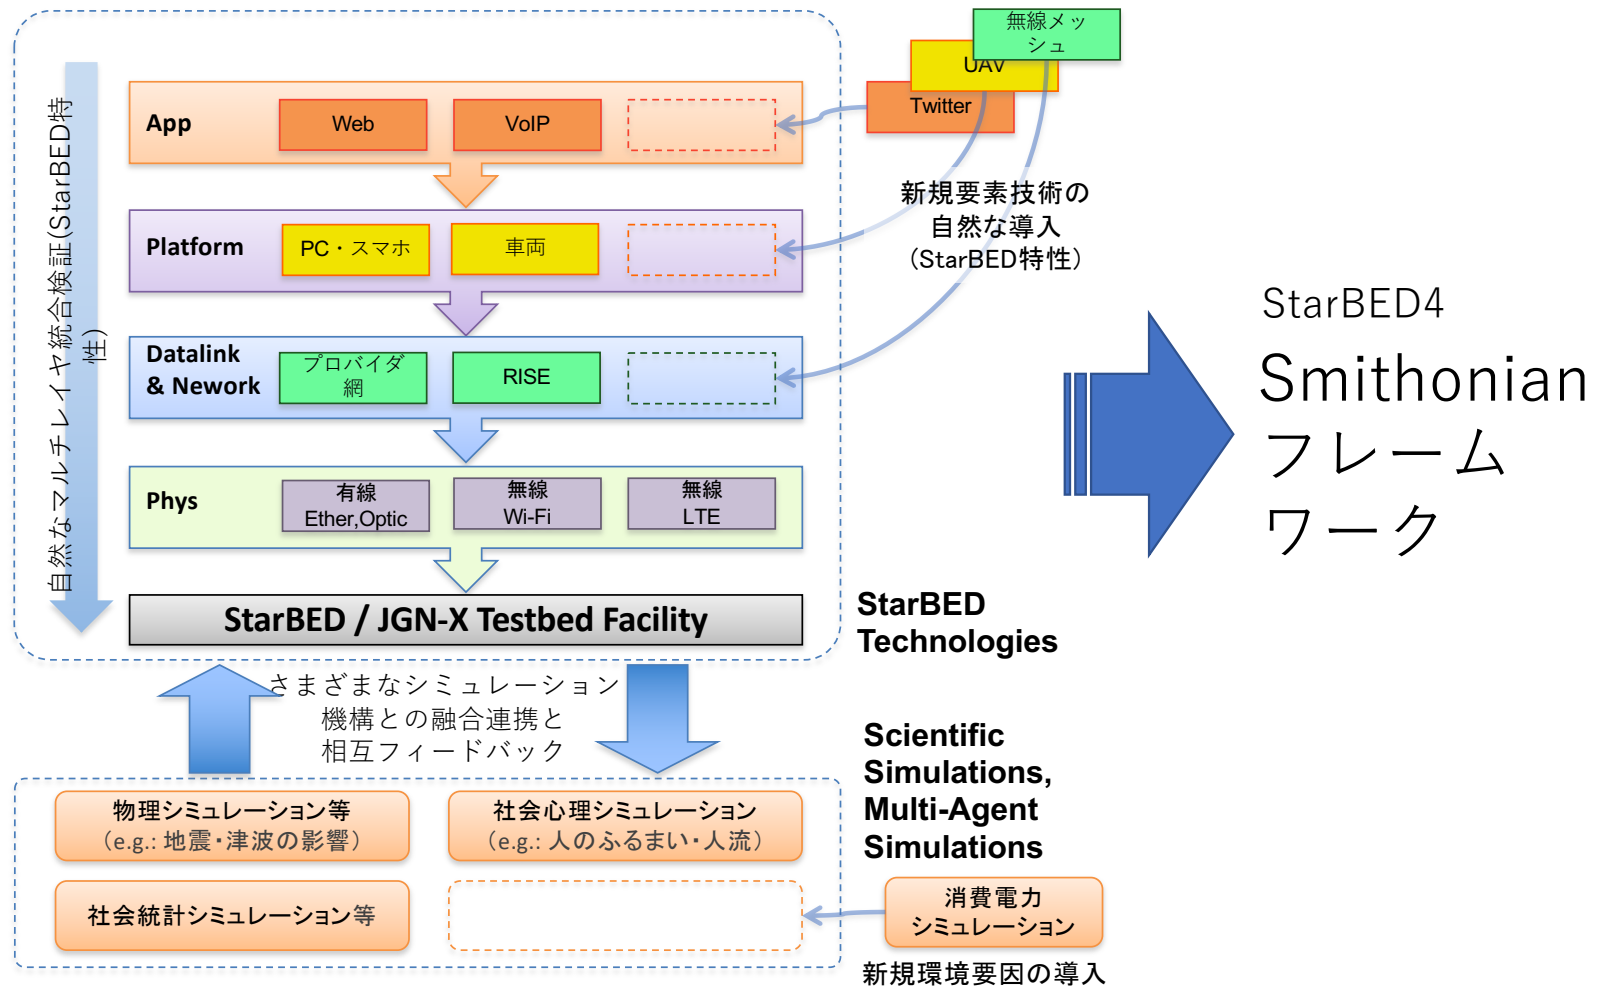 無線メッ
シュ
UAV
Twitter
App
Web
VoIP
新規要素技術の
自然な導入
(StarBED特性)
Platform
PC・スマホ
車両
Datalink
& Nework
プロバイダ
網
RISE
Phys
有線
Ether,Optic
無線
Wi-Fi
無線
LTE
自然なマルチレイヤ統合検証(StarBED特
性)
StarBED / JGN-X Testbed Facility
StarBED
Technologies
さまざまなシミュレーション
機構との融合連携と
相互フィードバック
Scientific
Simulations,
Multi-Agent
Simulations
物理シミュレーション等
(e.g.: 地震・津波の影響)
社会心理シミュレーション
(e.g.: 人のふるまい・人流)
社会統計シミュレーション等
消費電力
シミュレーション
新規環境要因の導入
StarBED4
Smithonian
フレーム
ワーク